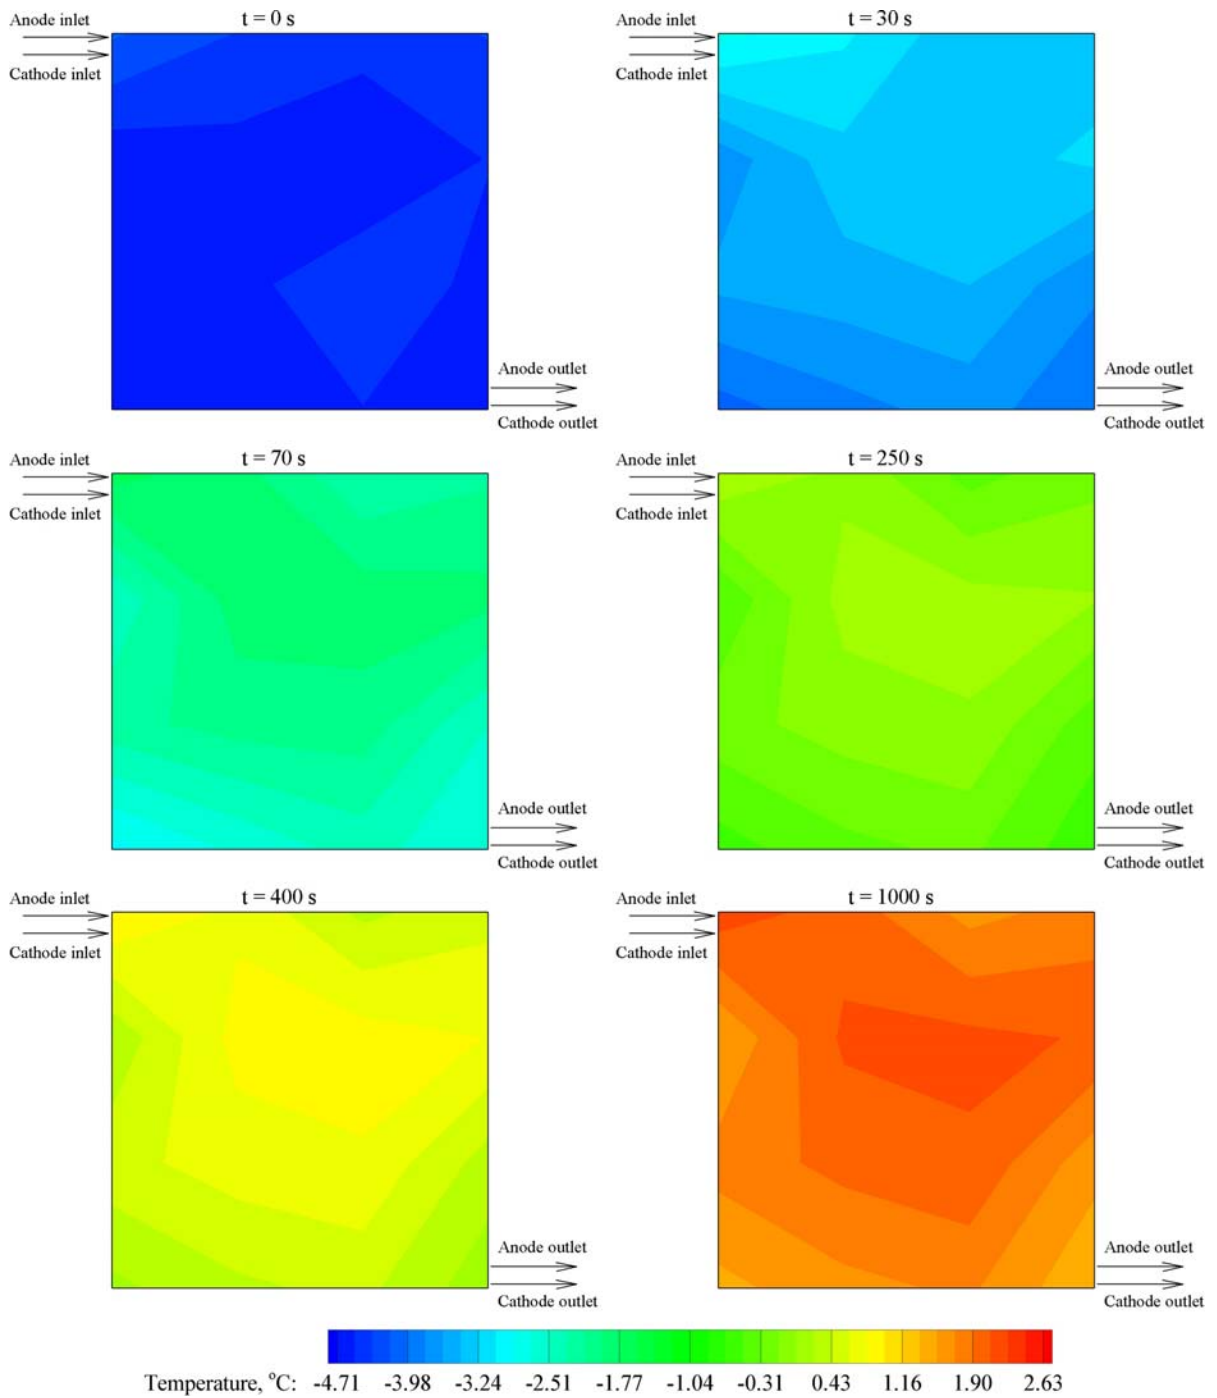 t = 0 s
Anode inlet
Cathode inlet
Anode outlet
Cathode outlet
t = 30 s
Anode inlet
Cathode inlet
Anode outlet
Cathode outlet
t = 70 s
Anode inlet
Cathode inlet
Anode outlet
Cathode outlet
t = 250 s
Anode inlet
Cathode inlet
Anode outlet
Cathode outlet
t = 400 s
Anode inlet
Cathode inlet
Anode outlet
Cathode outlet
t = 1000 s
Anode inlet
Cathode inlet
Anode outlet
Cathode outlet
Temperature, °C: -4.71 -3.98 -3.24 -2.51 -1.77 -1.04 -0.31 0.43 1.16 1.90 2.63